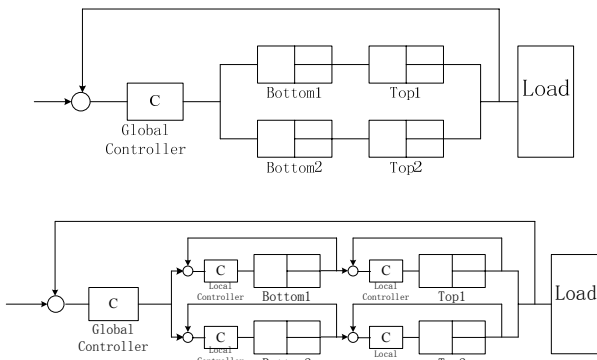 Bottom1
Top1
Load
C
Global
Controller
Bottom2
Top2
C
C
C
Local
Controller
Bottom1
Local
Controller
Top1
Load
Global
Controller
C
C
Local
Local